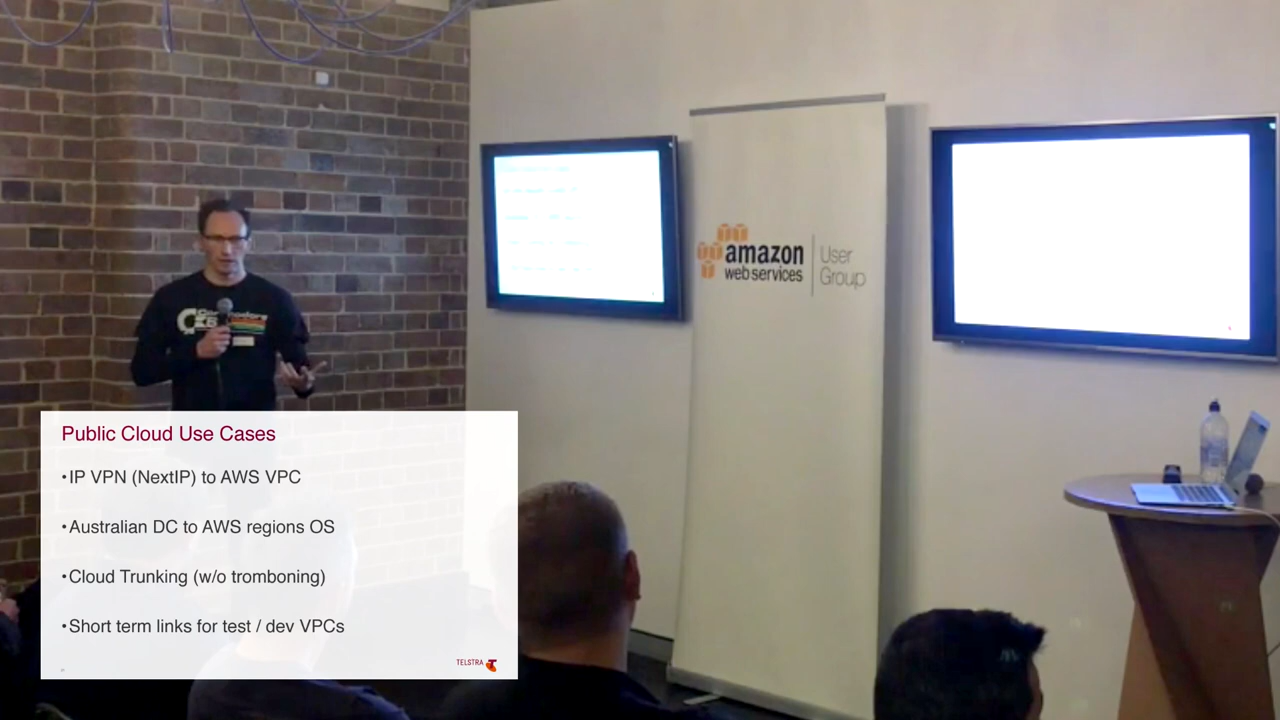 Commodore
amazon
web services
User
Group
Public Cloud Use Cases
•IP VPN (NextIP) to AWS VPC
•Australian DC to AWS regions OS
•Cloud Trunking (w/o tromboning)
•Short term links for test / dev VPCs
TELSTRA